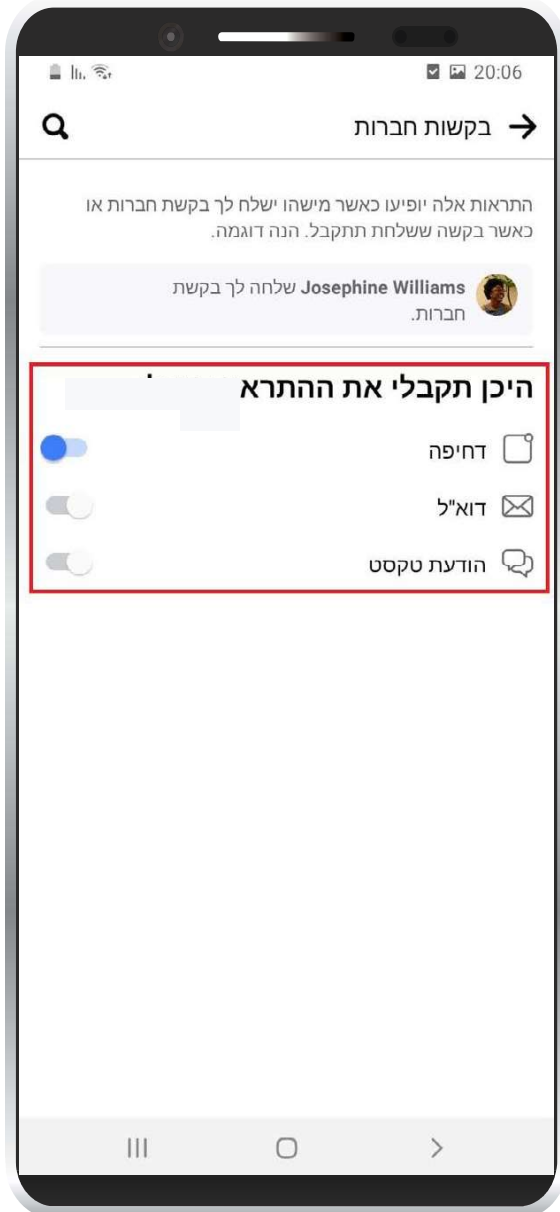 20:06
בקשות חברות
התראות אלה יופיעו כאשר מישהו ישלח לך בקשת חברות או
כאשר בקשה ששלחת תתקבל. הנה דוגמה.
Josephine Williams שלחה לך בקשת
חברות.
היכן תקבלי את
דחיפה
דוא"ל
הודעת טקסט